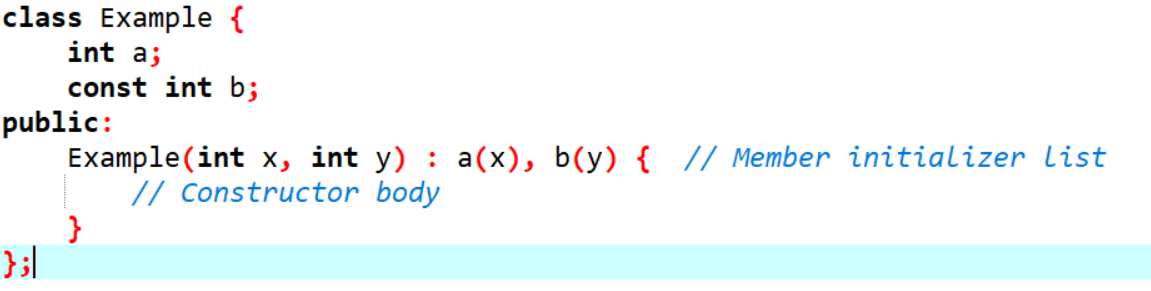 class Example {
    int a;
    const int b;
public:
    Example(int x, int y) : a(x), b(y) {  // Member initializer list
        // Constructor body
    }
};